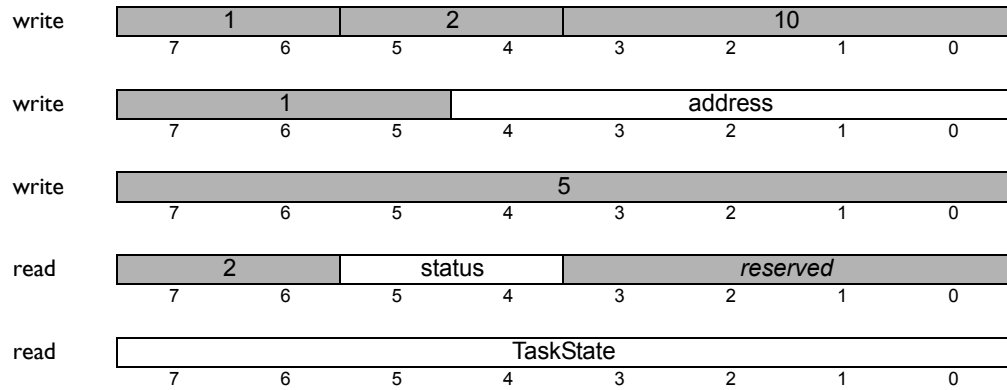 write 1 2 10
7 6 5 4 3 2 1 0
write 1 address
7 6 5 4 3 2 1 0
write 5
7 6 5 4 3 2 1 0
read 2 status reserved
7 6 5 4 3 2 1 0
read TaskState
7 6 5 4 3 2 1 0